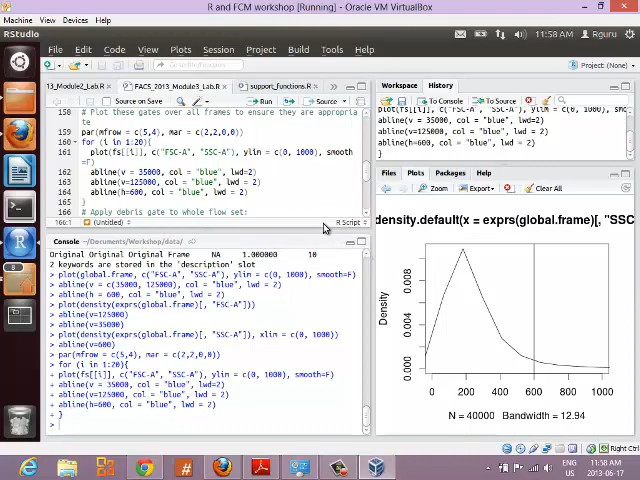 R and FCM workshop [Running] - Oracle VM VirtualBox
Machine View Devices Help
RStudio
11:58 AM Rguru
File Edit Code View Plots Session Project Build Tools Help
Go to file/function
Project: (None)
13_Module2_Lab.R FACS_2013_Module3_Lab.R support_functions.R
Source on Save Run Source
158 # Plot these gates over all frames to ensure they are appropria
te
159 par(mfrow = c(5,4), mar = c(2,2,0,0))
160 for (i in 1:20){
161 plot(fs[[i]], c("FSC-A", "SSC-A"), ylim = c(0, 1000), smooth
=F)
162 abline(v = 35000, col = "blue", lwd=2)
163 abline(v=125000, col = "blue", lwd = 2)
164 abline(h=600, col = "blue", lwd = 2)
165 }
166 # Apply debris gate to whole flow set:
166:1 (Untitled) R Script
Console ~/Documents/Workshop/data/
Original Original Original Frame NA 1.000000 10
2 keywords are stored in the 'description' slot
> plot(global.frame, c("FSC-A", "SSC-A"), ylim = c(0, 1000), smooth=F)
> abline(v = c(35000, 125000), col = "blue", lwd = 2)
> abline(h = 600, col = "blue", lwd = 2)
> plot(density(exprs(global.frame)[, "FSC-A"]))
> abline(v=125000)
> abline(v=35000)
> plot(density(exprs(global.frame)[, "SSC-A"]), xlim = c(0, 1000))
> abline(v=600)
> par(mfrow = c(5,4), mar = c(2,2,0,0))
> for (i in 1:20){
+ plot(fs[[i]], c("FSC-A", "SSC-A"), ylim = c(0, 1000), smooth=F)
+ abline(v = 35000, col = "blue", lwd=2)
+ abline(v=125000, col = "blue", lwd = 2)
+ abline(h=600, col = "blue", lwd = 2)
+ }
>
Workspace History
To Console To Source
abline(v = 35000, col = "blue", lwd=2)
abline(v=125000, col = "blue", lwd = 2)
abline(h=600, col = "blue", lwd = 2)
}
Files Plots Packages Help
Zoom Export Clear All
density.default(x = exprs(global.frame)[, "SSC
Density
0.000 0.004 0.008
0 200 400 600 800 1000
N = 40000 Bandwidth = 12.94
Right Ctrl
ENG
US
11:58 AM
2013-06-17